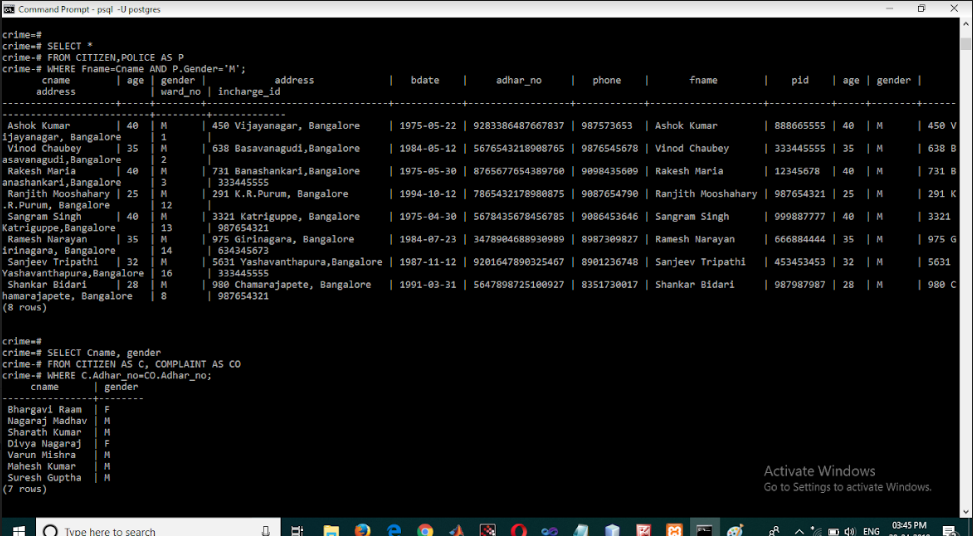 Command Prompt - psql -U postgres
crime=#
crime=# SELECT *
crime-# FROM CITIZEN,POLICE AS P
crime-# WHERE Fname=Cname AND P.Gender='M';
cname | age | gender | address | bdate | adhar_no | phone | fname | pid | age | gender |
address | ward_no | incharge_id
Ashok Kumar | 40 | M | 450 Vijayanagar, Bangalore | 1975-05-22 | 9283386487667837 | 987573653 | Ashok Kumar | 888665555 | 40 | M | 450 V
ijayanagar, Bangalore | 1 |
Vinod Chaubey | 35 | M | 638 Basavanagudi,Bangalore | 1984-05-12 | 5676543218908765 | 9876545678 | Vinod Chaubey | 333445555 | 35 | M | 638 B
asavanagudi,Bangalore | 2 |
Rakesh Maria | 40 | M | 731 Banashankari,Bangalore | 1975-05-30 | 8765677654389760 | 9098435609 | Rakesh Maria | 12345678 | 40 | M | 731 B
anashankari,Bangalore | 3 | 333445555
Ranjith Mooshahary | 25 | M | 291 K.R.Purum, Bangalore | 1994-10-12 | 7865432178980875 | 9087654790 | Ranjith Mooshahary | 987654321 | 25 | M | 291 K
.R.Purum, Bangalore | 12 |
Sangram Singh | 40 | M | 3321 Katriguppe, Bangalore | 1975-04-30 | 5678435678456785 | 9086453646 | Sangram Singh | 999887777 | 40 | M | 3321
Katriguppe,Bangalore | 13 | 987654321
Ramesh Narayan | 35 | M | 975 Girinagara, Bangalore | 1984-07-23 | 3478904688930989 | 8987309827 | Ramesh Narayan | 666884444 | 35 | M | 975 G
irinagara, Bangalore | 14 | 634345673
Sanjeev Tripathi | 32 | M | 5631 Yashavanthapura,Bangalore | 1987-11-12 | 9201647890325467 | 8901236748 | Sanjeev Tripathi | 453453453 | 32 | M | 5631
Yashavanthapura,Bangalore | 16 | 333445555
Shankar Bidari | 28 | M | 980 Chamarajapete, Bangalore | 1991-03-31 | 5647898725100927 | 8351730017 | Shankar Bidari | 987987987 | 28 | M | 980 C
hamarajapete, Bangalore | 8 | 987654321
(8 rows)
crime=#
crime=# SELECT Cname, gender
crime-# FROM CITIZEN AS C, COMPLAINT AS CO
crime-# WHERE C.Adhar_no=CO.Adhar_no;
cname | gender
Bhargavi Raam | F
Nagaraj Madhav | M
Sharath Kumar | M
Divya Nagaraj | F
Varun Mishra | M
Mahesh Kumar | M
Suresh Guptha | M
(7 rows)
Activate Windows
Go to Settings to activate Windows.
Type here to search
ENG
03:45 PM